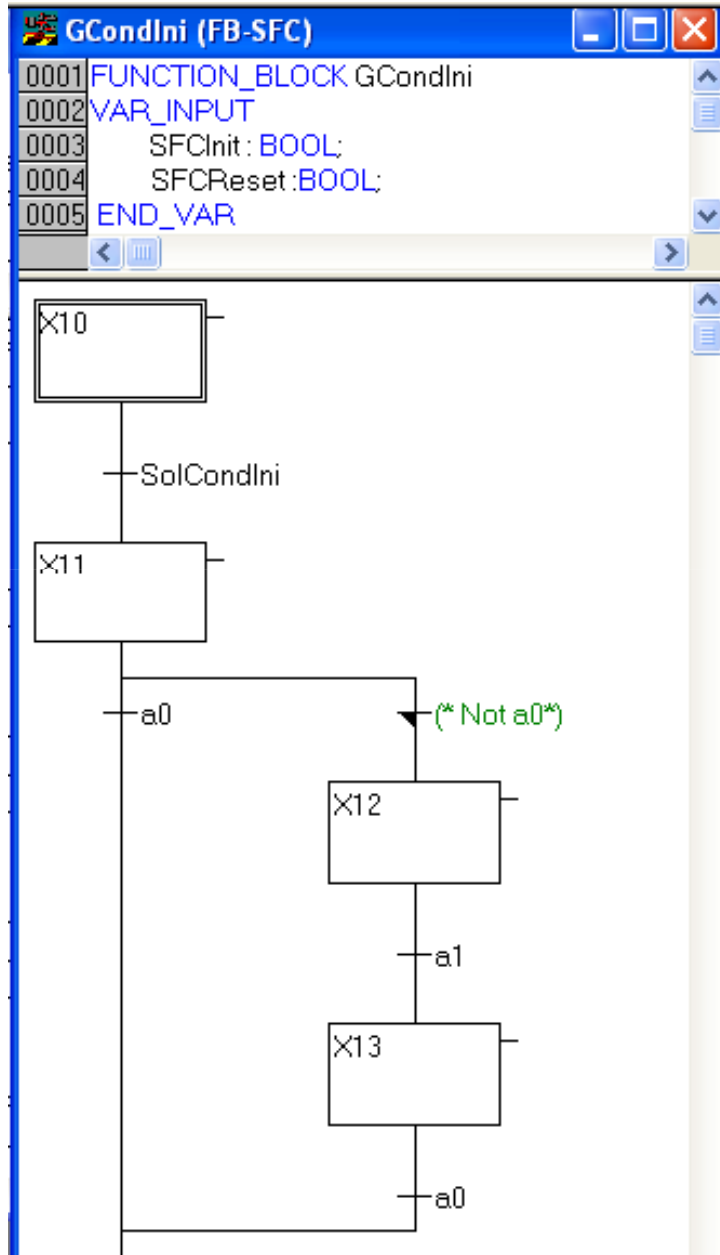 GCondIni (FB-SFC)
0001 FUNCTION_BLOCK GCondIni
0002 VAR_INPUT
0003 SFCInit : BOOL;
0004 SFCReset :BOOL;
0005 END_VAR
X10
SolCondIni
X11
a0
(* Not a0*)
X12
a1
X13
a0